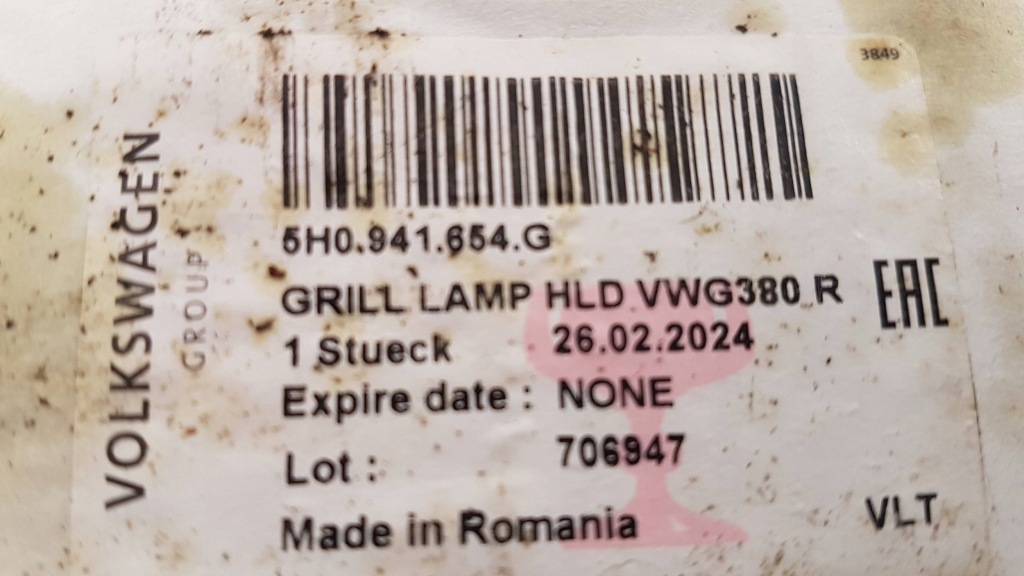 3849
VOLKSWAGEN
GROUP
5H0.941.654.G
GRILL LAMP HLD VWG380 R
EAC
1 Stueck 26.02.2024
Expire date : NONE
Lot : 706947
Made in Romania
VLT